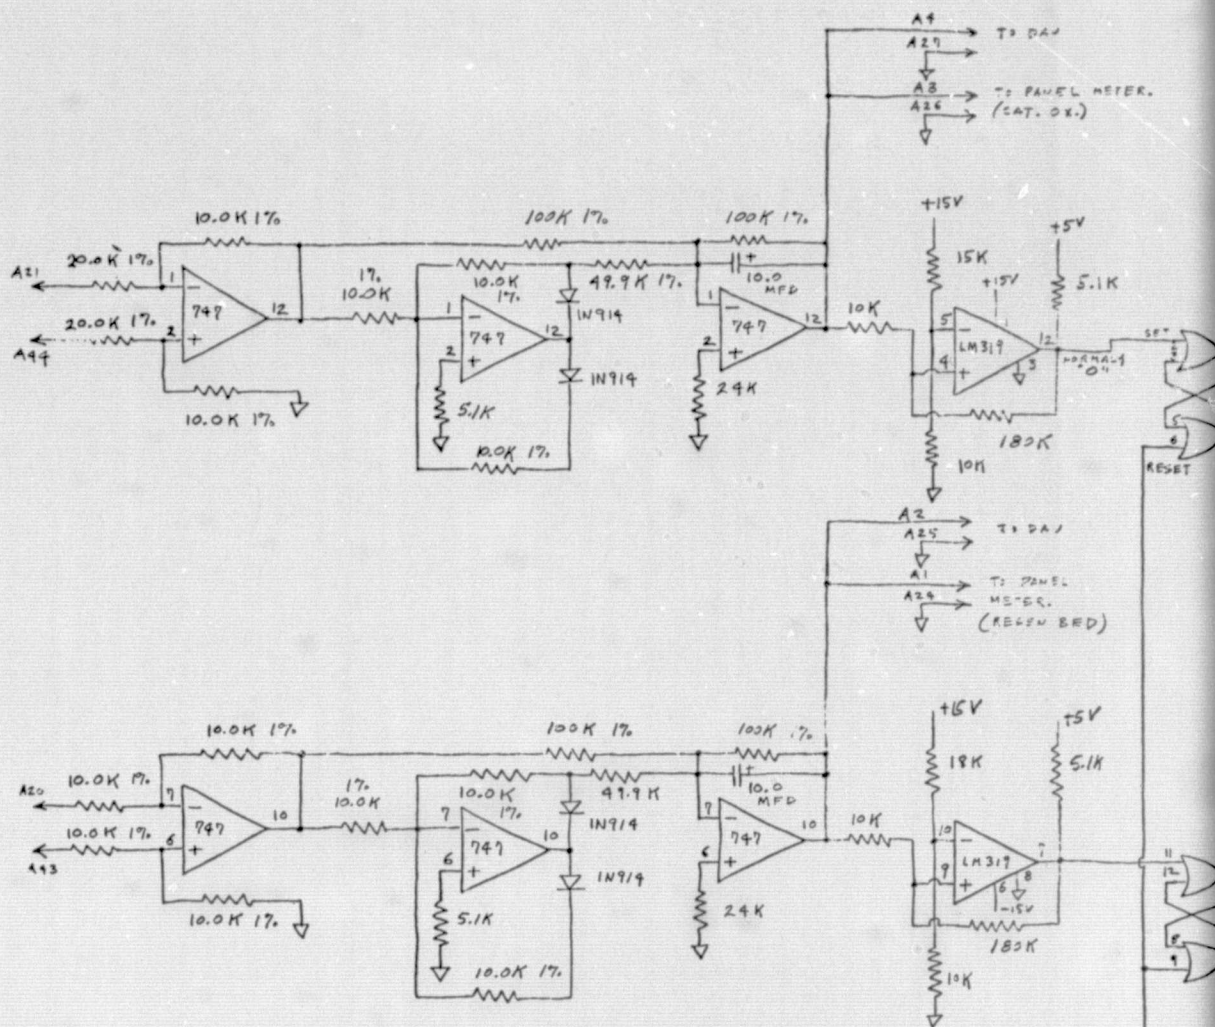 A4
TO DAU
A27
A3
TO PANEL METER.
A26
(CAT. OX.)
+15V
+5V
10.0K 1%
100K 1%
100K 1%
A21
20.0K 1%
1%
10.0K
10.0K
1%
49.9K 1%
10.0
MFD
15K
+15V
5.1K
1
747
12
2
20.0K 1%
A44
1
747
12
2
1N914
1N914
1
747
12
2
10K
5
LM319
12
4
3
NORMALLY
"0"
SET
10.0K 1%
5.1K
10.0K 1%
24K
180K
10K
5
6
RESET
A2
TO DAU
A25
A1
TO PANEL
METER.
A24
(REGEN BED)
+15V
+5V
10.0K 1%
100K 1%
100K 1%
A20
10.0K 1%
1%
10.0K
10.0K
1%
49.9K
10.0
MFD
18K
5.1K
7
747
10
6
10.0K 1%
A43
7
747
10
6
1N914
1N914
7
747
10
6
10K
10
LM319
7
9
6
8
-15V
11
12
10.0K 1%
5.1K
10.0K 1%
24K
180K
10K
8
9